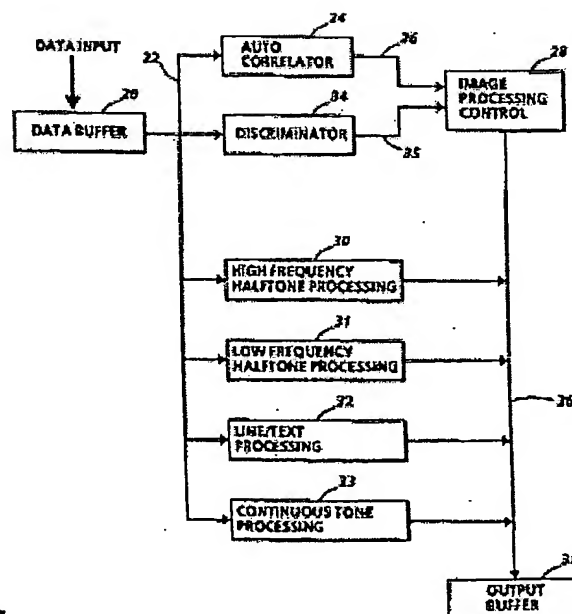 DATA INPUT
20
DATA BUFFER
22
24
AUTO
CORRELATOR
26
34
DISCRIMINATOR
35
28
IMAGE
PROCESSING
CONTROL
30
HIGH FREQUENCY
HALFTONE PROCESSING
31
LOW FREQUENCY
HALFTONE PROCESSING
32
LINE/TEXT
PROCESSING
33
CONTINUOUS TONE
PROCESSING
OUTPUT
BUFFER